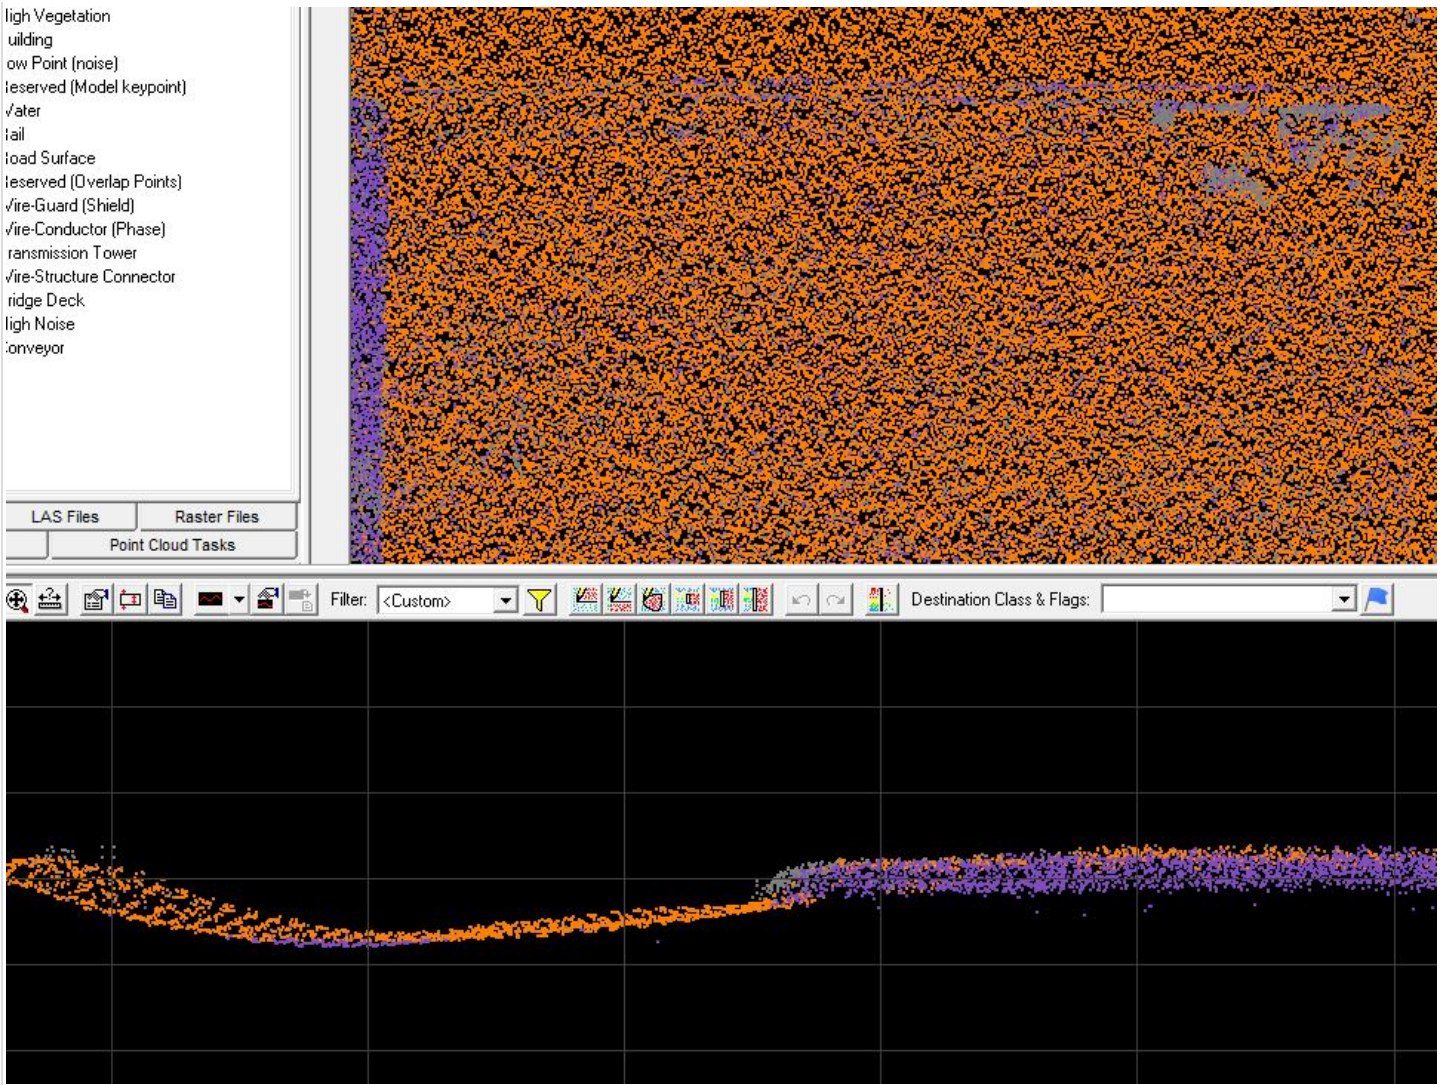 ligh Vegetation
uilding
ow Point (noise)
leserved (Model keypoint)
Vater
lail
load Surface
leserved (Overlap Points)
Vire-Guard (Shield)
Vire-Conductor (Phase)
ransmission Tower
Vire-Structure Connector
ridge Deck
ligh Noise
Conveyor
LAS Files Raster Files
Point Cloud Tasks
Filter: <Custom> Destination Class & Flags: